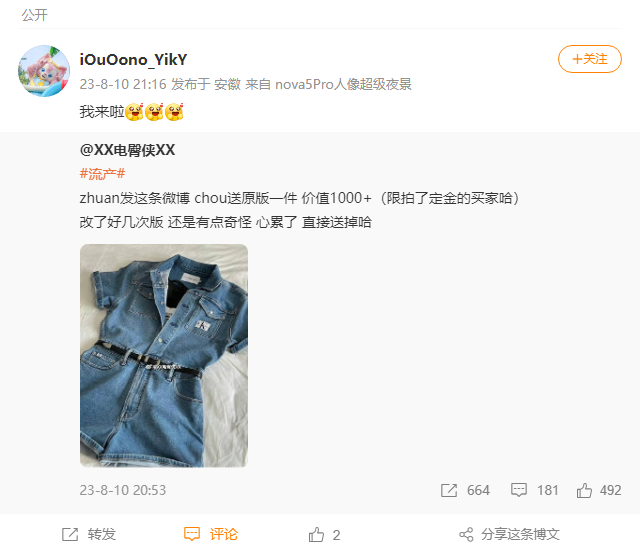 公开
iOuOono_YikY
+关注
23-8-10 21:16 发布于 安徽 来自 nova5Pro人像超级夜景
我来啦
@XX电臀侠XX
#流产#
zhuan发这条微博 chou送原版一件 价值1000+（限拍了定金的买家哈）
改了好几次版 还是有点奇怪 心累了 直接送掉哈
23-8-10 20:53
664
181
492
转发
评论
2
分享这条博文